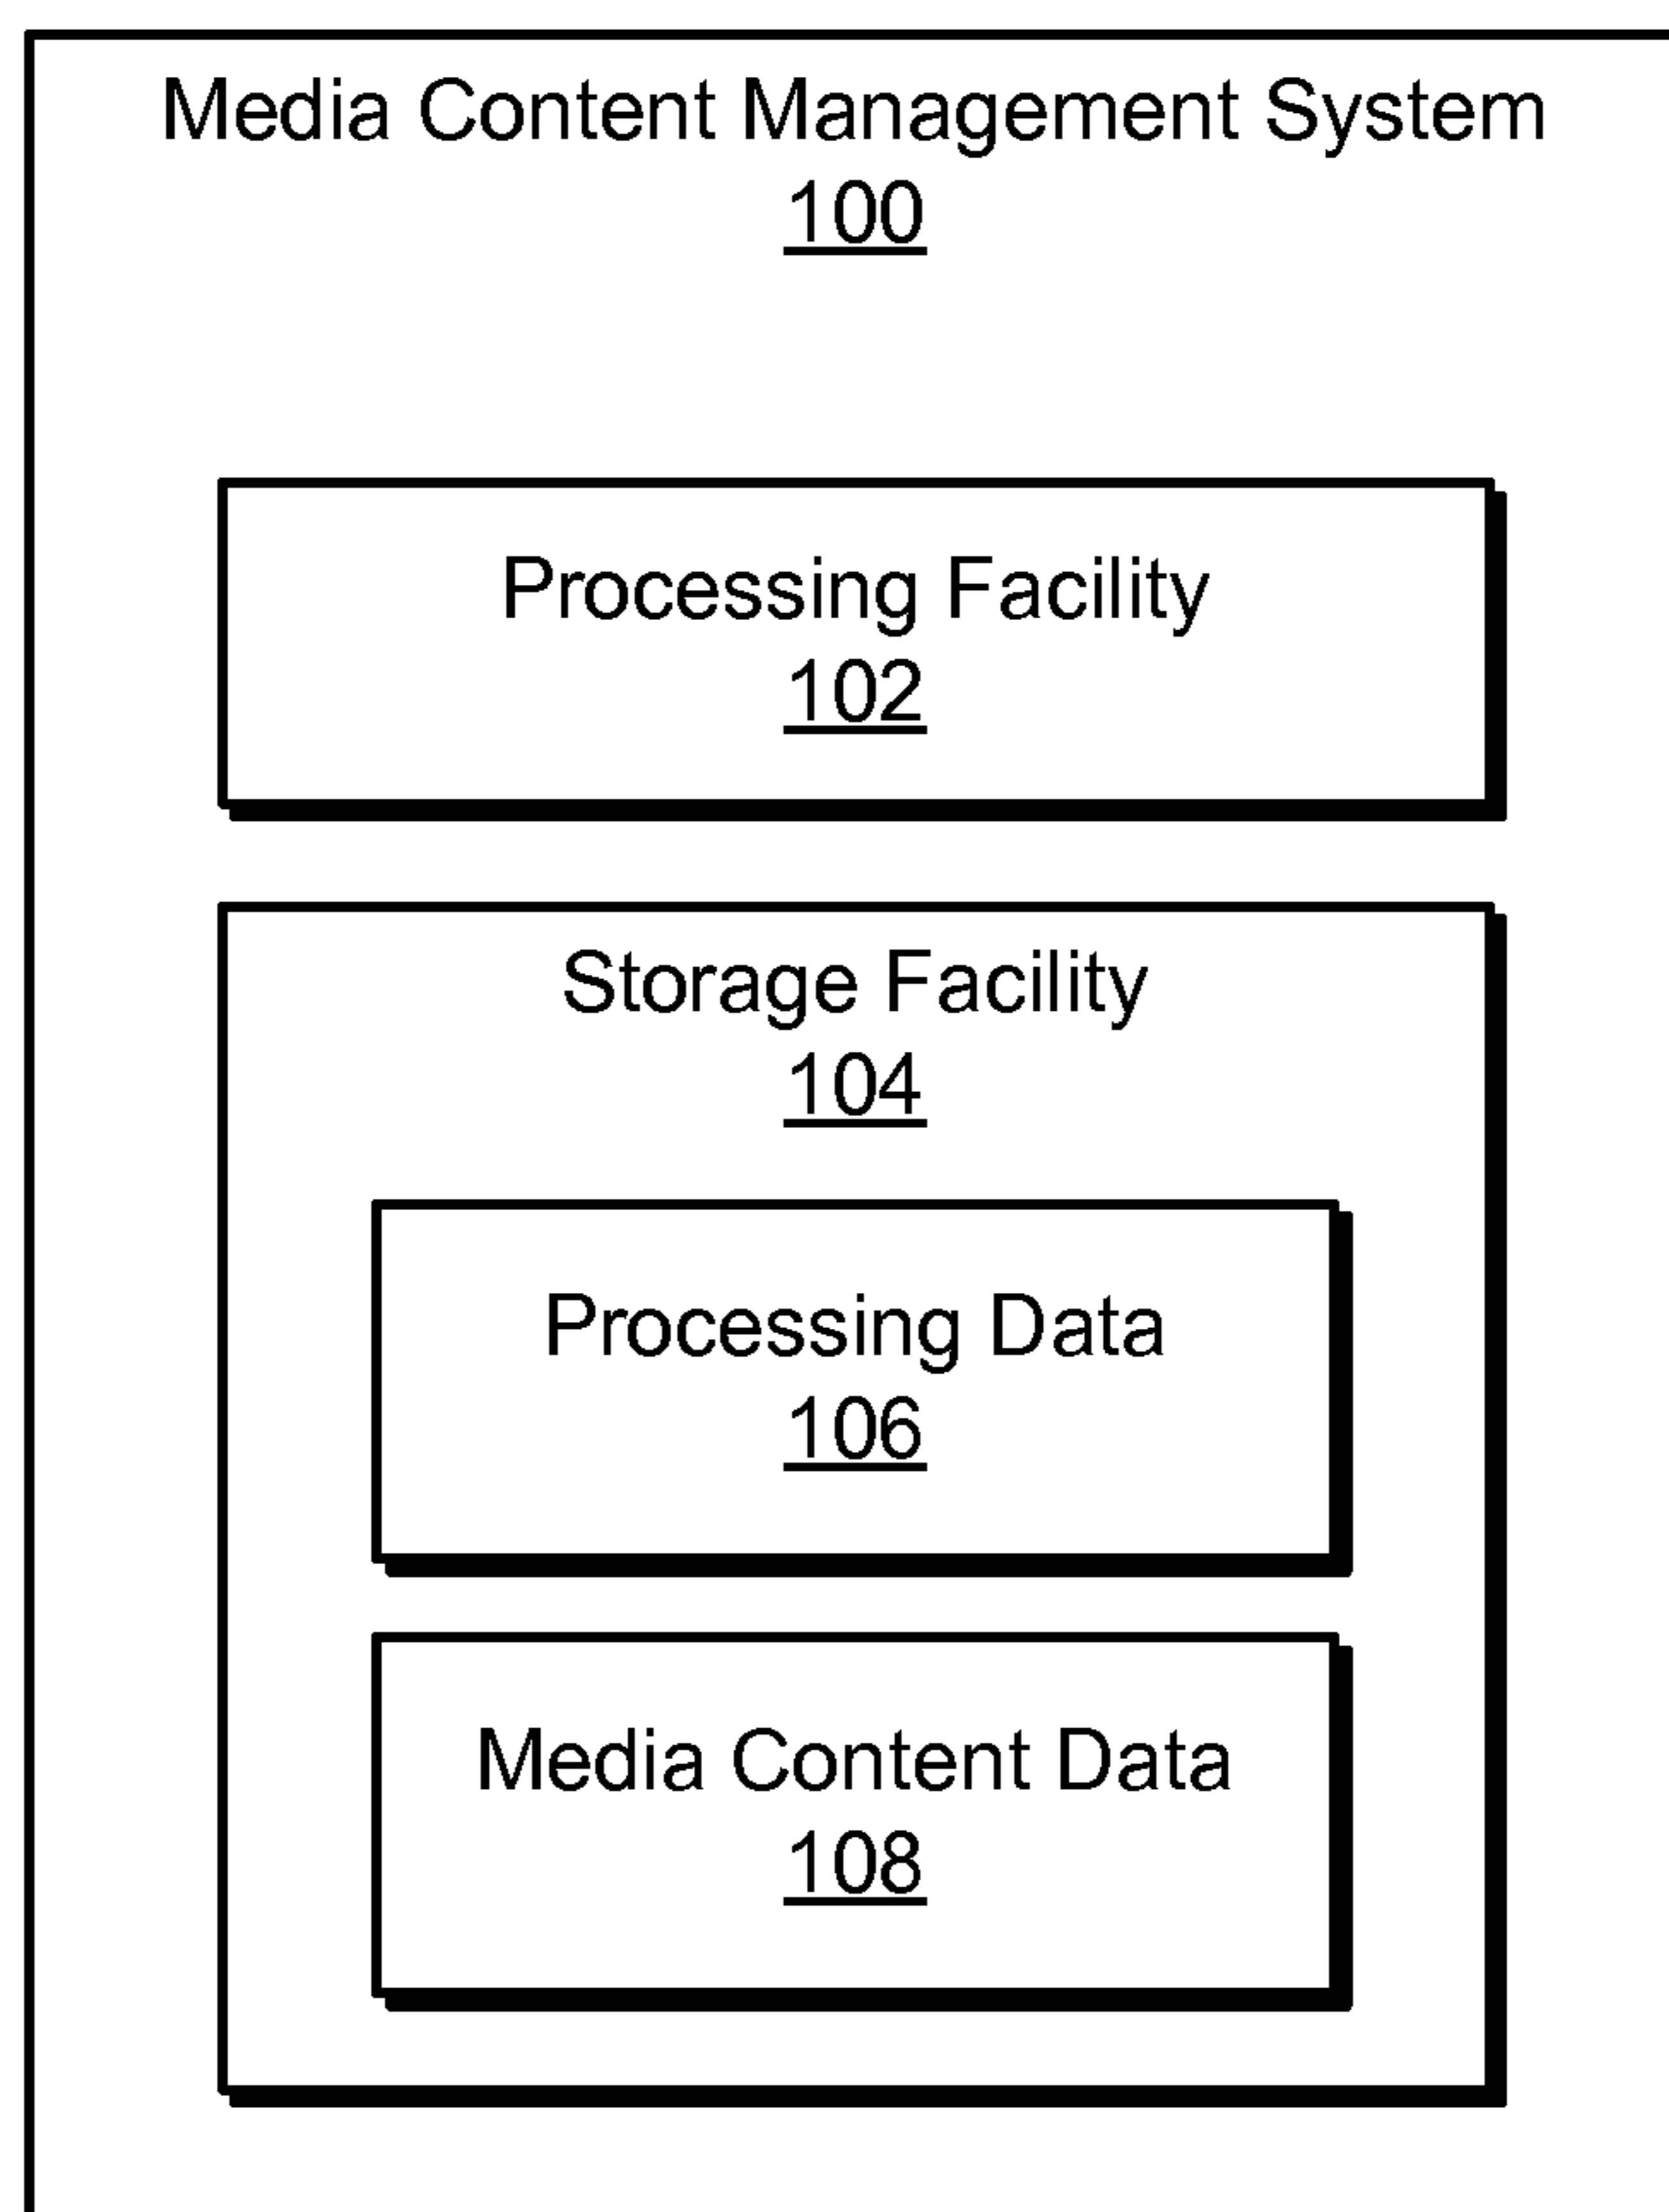 Media Content Management System
100
Processing Facility
102
Storage Facility
104
Processing Data
106
Media Content Data
108